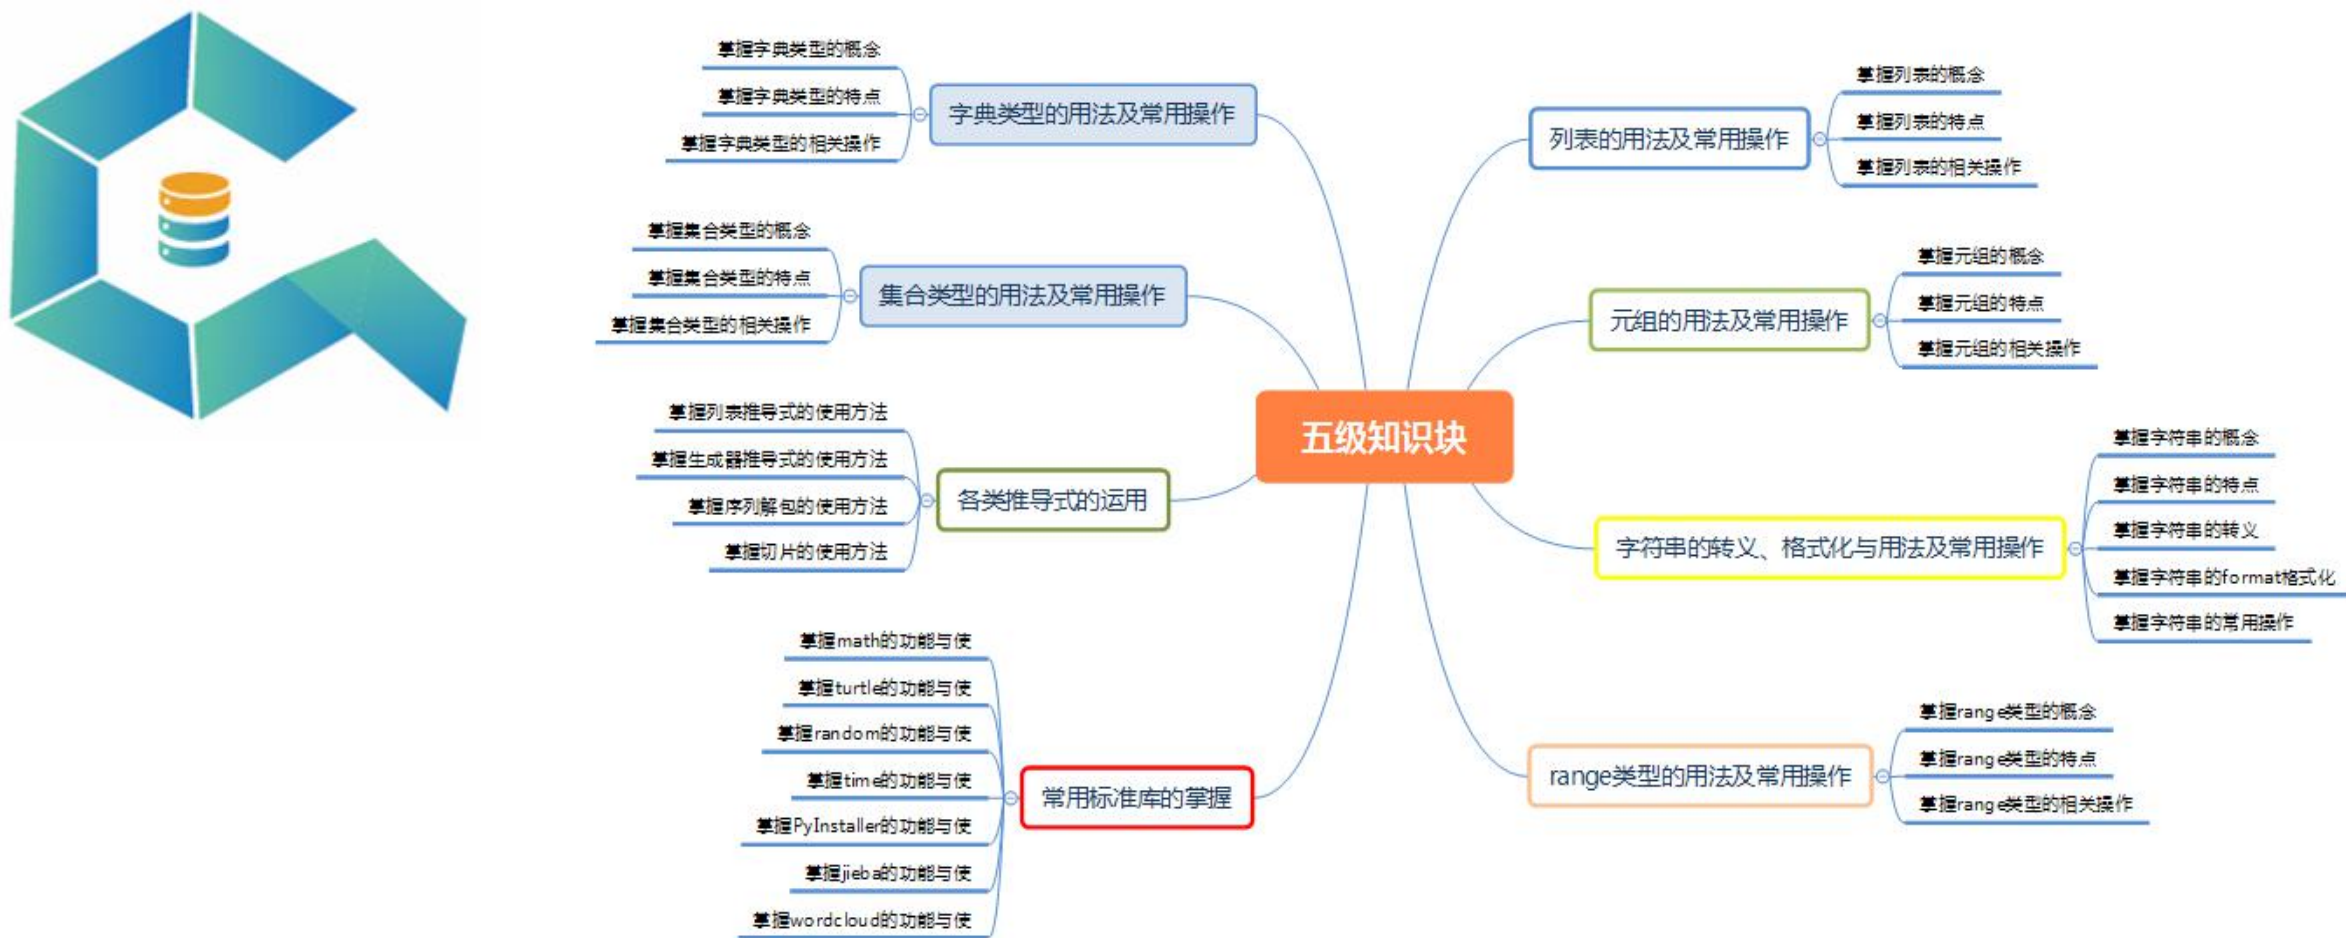 五级知识块
列表的用法及常用操作
掌握列表的概念
掌握列表的特点
掌握列表的相关操作
元组的用法及常用操作
掌握元组的概念
掌握元组的特点
掌握元组的相关操作
字符串的转义、格式化与用法及常用操作
掌握字符串的概念
掌握字符串的特点
掌握字符串的转义
掌握字符串的format格式化
掌握字符串的常用操作
range类型的用法及常用操作
掌握range类型的概念
掌握range类型的特点
掌握range类型的相关操作
字典类型的用法及常用操作
掌握字典类型的概念
掌握字典类型的特点
掌握字典类型的相关操作
集合类型的用法及常用操作
掌握集合类型的概念
掌握集合类型的特点
掌握集合类型的相关操作
各类推导式的运用
掌握列表推导式的使用方法
掌握生成器推导式的使用方法
掌握序列解包的使用方法
掌握切片的使用方法
常用标准库的掌握
掌握math的功能与使
掌握turtle的功能与使
掌握random的功能与使
掌握time的功能与使
掌握PyInstaller的功能与使
掌握jieba的功能与使
掌握wordcloud的功能与使